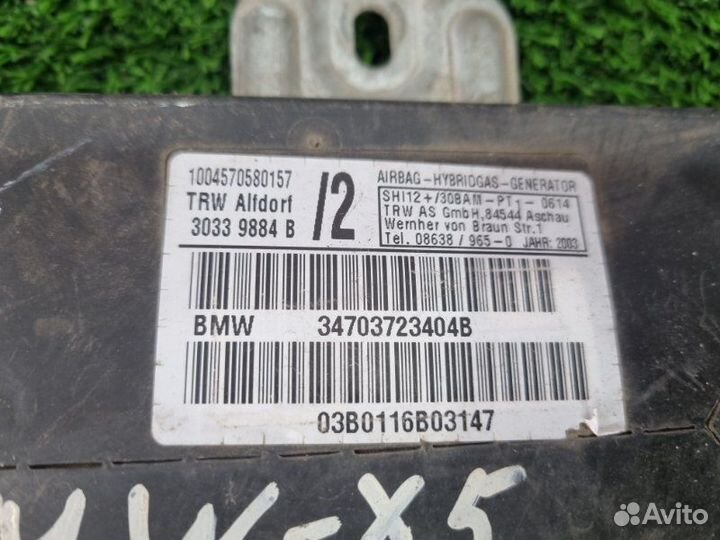 1004570580157
TRW Alfdorf
3033 9884 B
/2
AIRBAG-HYBRIDGAS-GENERATOR
SHI12+/308AM-PT1-0614
TRW AS GmbH,84544 Aschau
Wernher von Braun Str.1
Tel. 08638 / 965-0 JAHR: 2003
BMW 34703723404B
03B0116B03147
W-X5
Avito